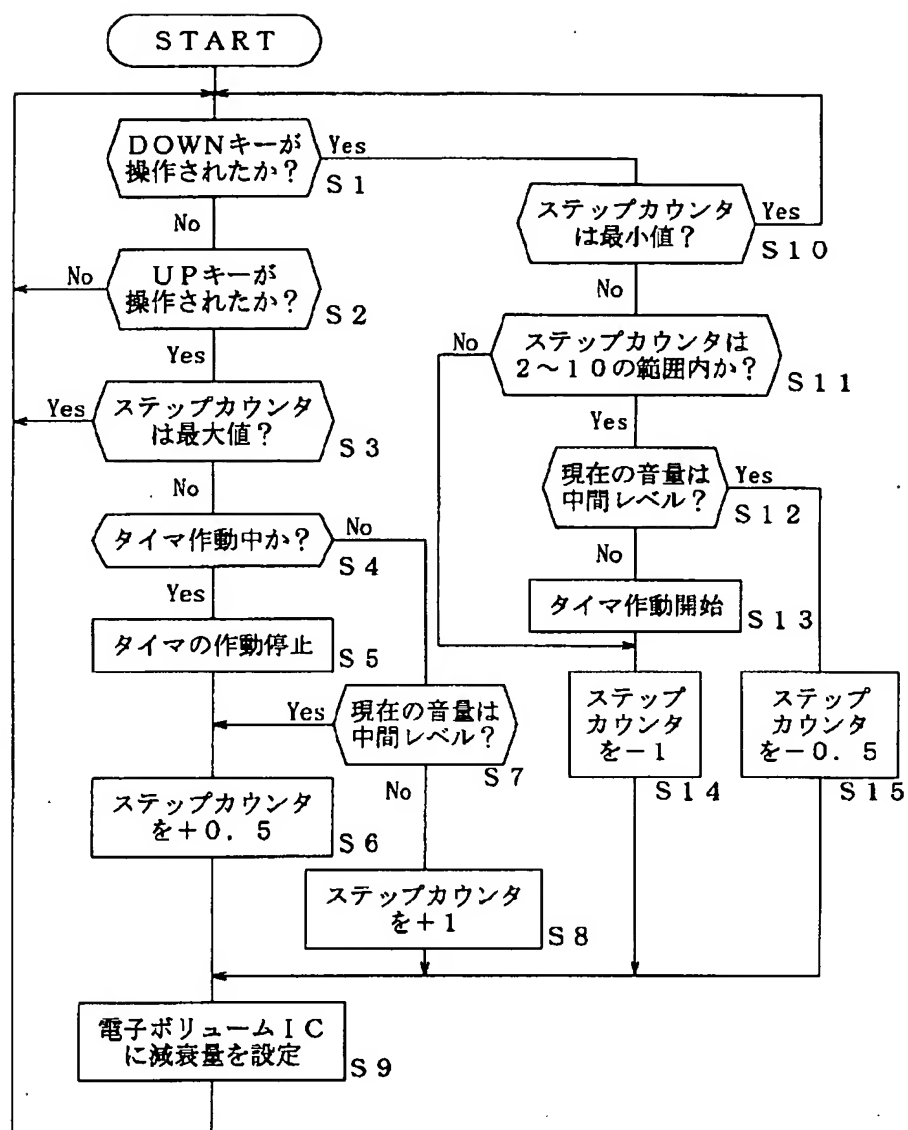 START
DOWNキーが
操作されたか?
Yes
S1
No
UPキーが
操作されたか?
No
S2
Yes
ステップカウンタ
は最大値?
Yes
S3
No
タイマ作動中か?
No
S4
Yes
タイマの作動停止
S5
現在の音量は
中間レベル?
Yes
S7
No
ステップカウンタ
を+0.5
S6
ステップカウンタ
を+1
S8
電子ボリュームIC
に減衰量を設定
S9
ステップカウンタ
は最小値?
Yes
S10
No
ステップカウンタは
2~10の範囲内か?
No
S11
Yes
現在の音量は
中間レベル?
Yes
S12
No
タイマ作動開始
S13
ステップ
カウンタ
を-1
S14
ステップ
カウンタ
を-0.5
S15